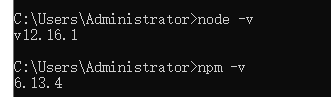 C:\Users\Administrator>node -v
v12.16.1
C:\Users\Administrator>npm -v
6.13.4